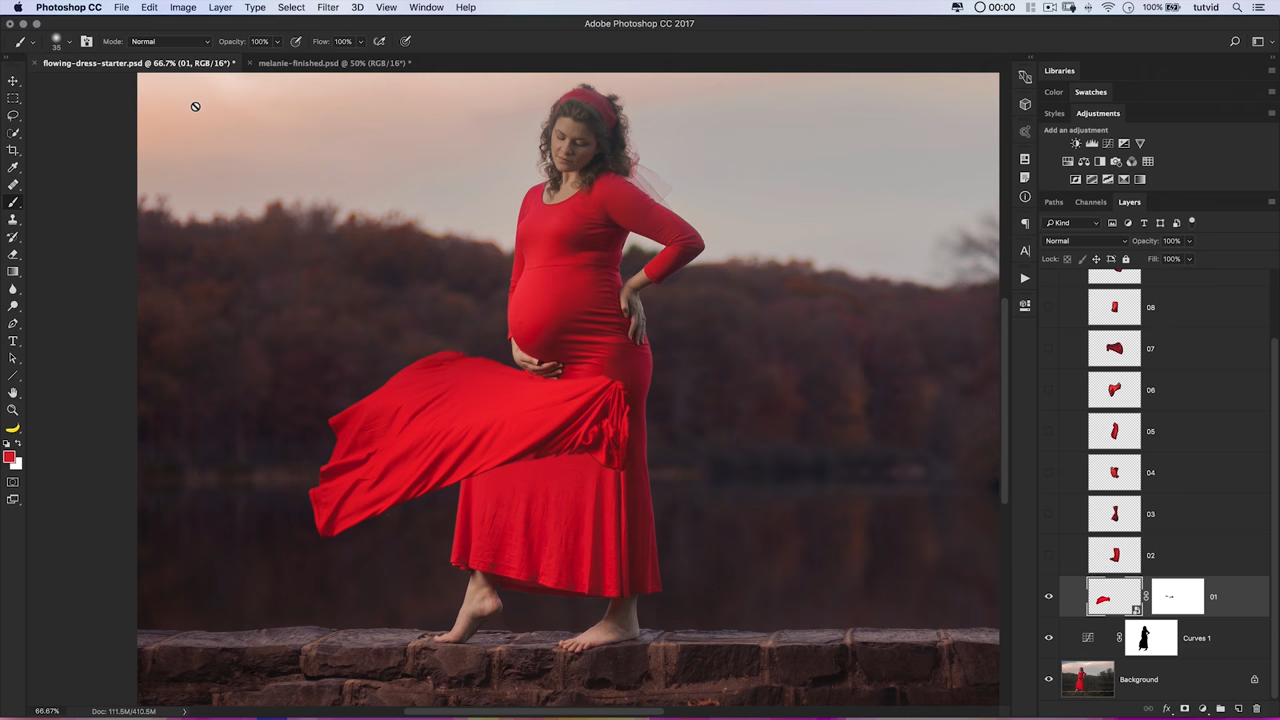 Photoshop CC File Edit Image Layer Type Select Filter 3D View Window Help 00:00 100% tutvid
Adobe Photoshop CC 2017
35 Mode: Normal Opacity: 100% Flow: 100%
× flowing-dress-starter.psd @ 66.7% (01, RGB/16*) * × melanie-finished.psd @ 50% (RGB/16*) *
Libraries
Color Swatches
Styles Adjustments
Add an adjustment
Paths Channels Layers
Kind
Normal Opacity: 100%
Lock: Fill: 100%
08
07
06
05
04
03
02
01
Curves 1
Background
66.67% Doc: 111.5M/410.5M